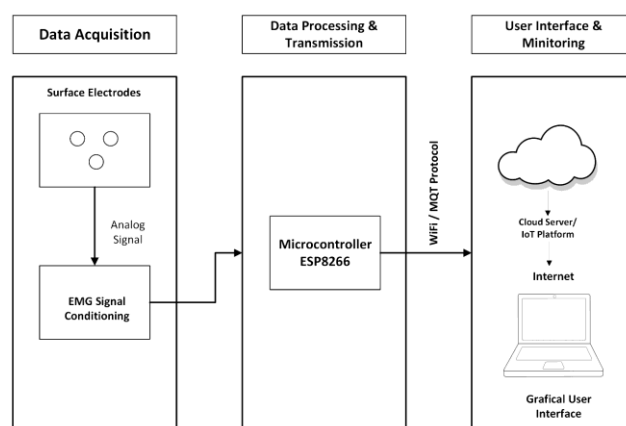 Data Acquisition
Data Processing &
Transmission
User Interface &
Minitoring
Surface Electrodes
Analog
Signal
EMG Signal
Conditioning
Microcontroller
ESP8266
WiFi / MQT Protocol
Cloud Server/
IoT Platform
Internet
Grafical User
Interface